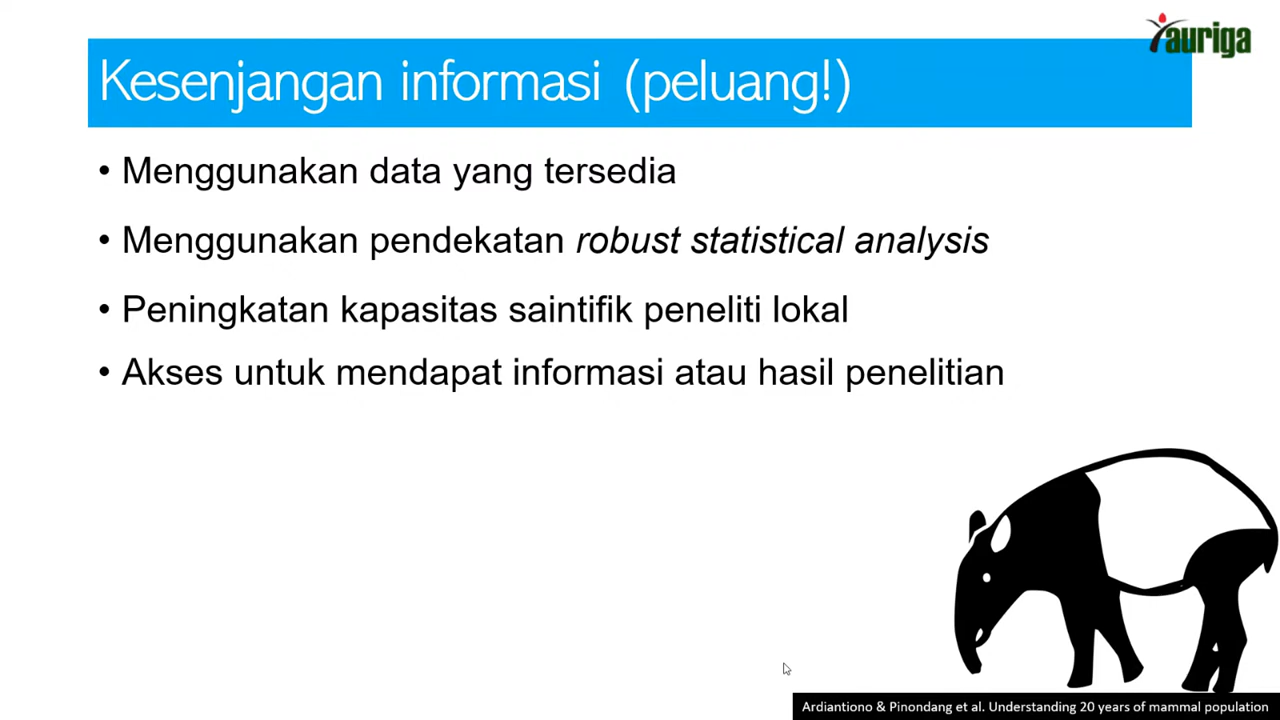 auriga
Kesenjangan informasi (peluang!)
• Menggunakan data yang tersedia
• Menggunakan pendekatan robust statistical analysis
• Peningkatan kapasitas saintifik peneliti lokal
• Akses untuk mendapat informasi atau hasil penelitian
Ardiantiono & Pinondang et al. Understanding 20 years of mammal population